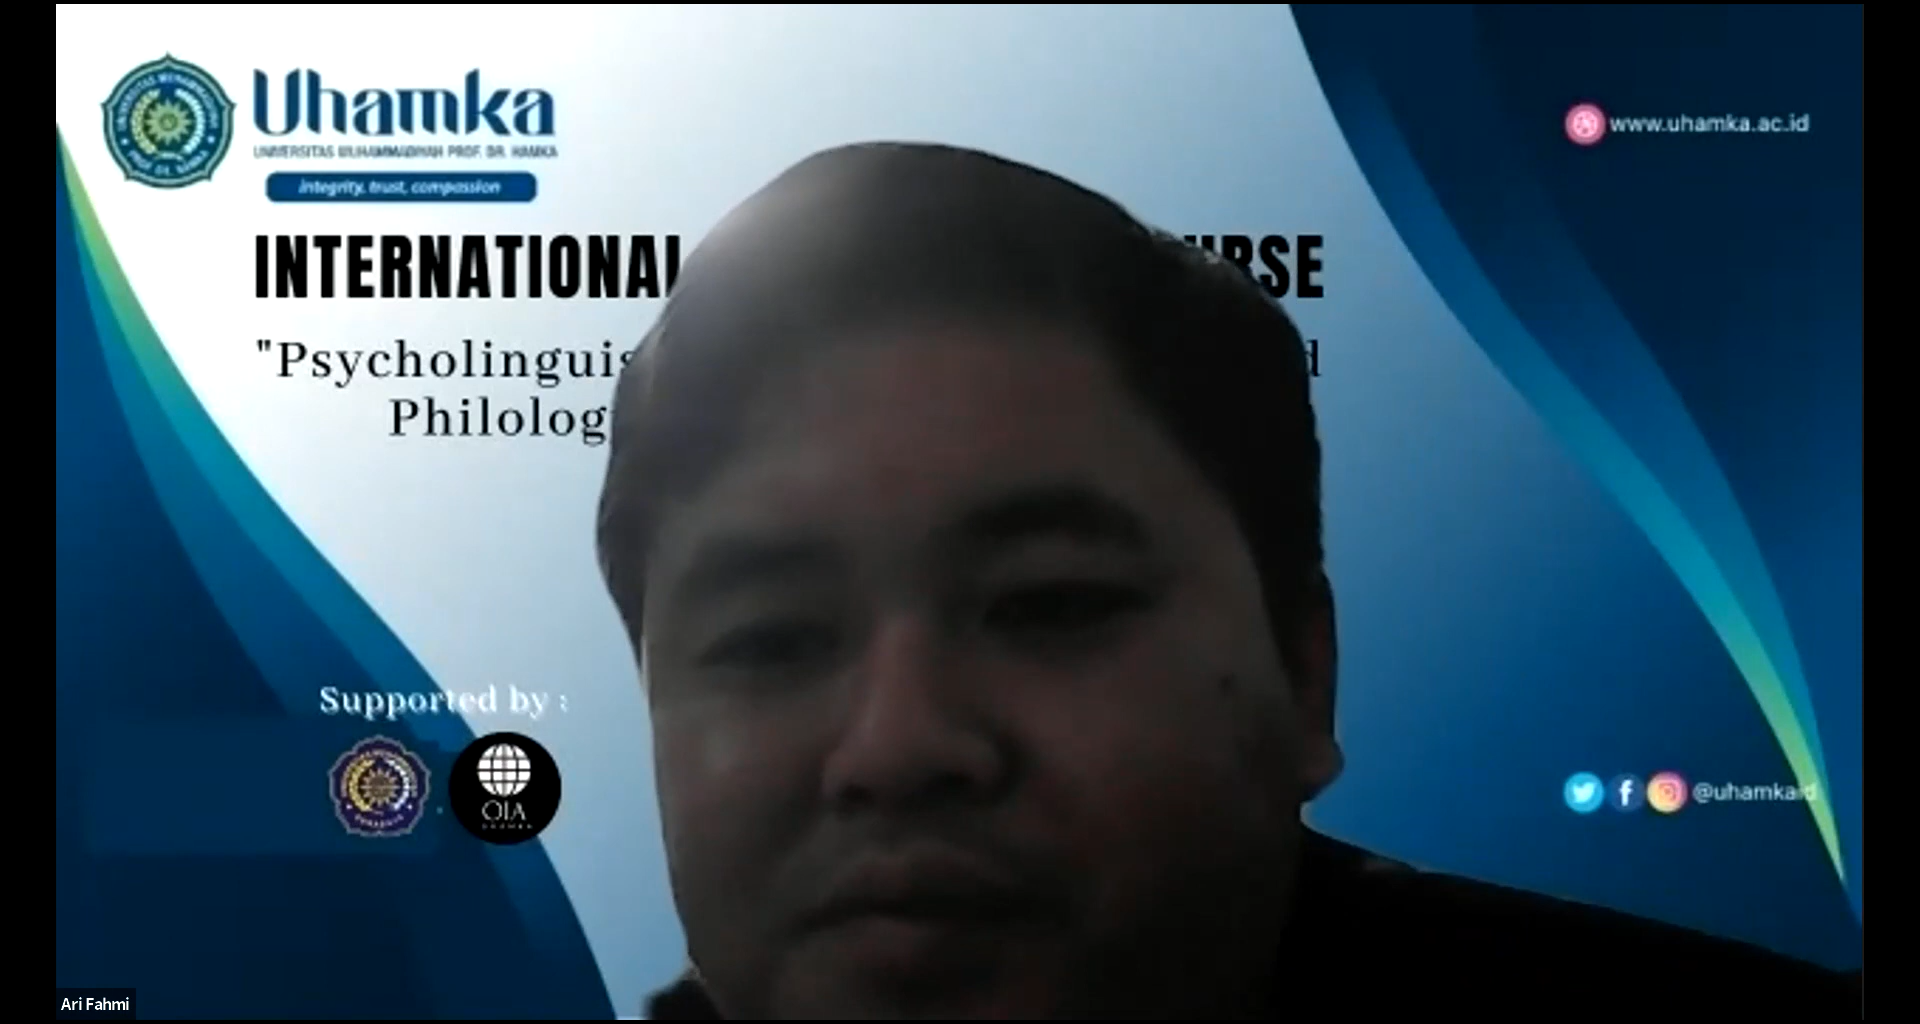 Uhamka
UNIVERSITAS MUHAMMADIYAH PROF. DR. HAMKA
integrity, trust, compassion
www.uhamka.ac.id
INTERNATIONAL
"Psycholinguis
Philolog
Supported by :
OIA
@uhamkaid
Ari Fahmi